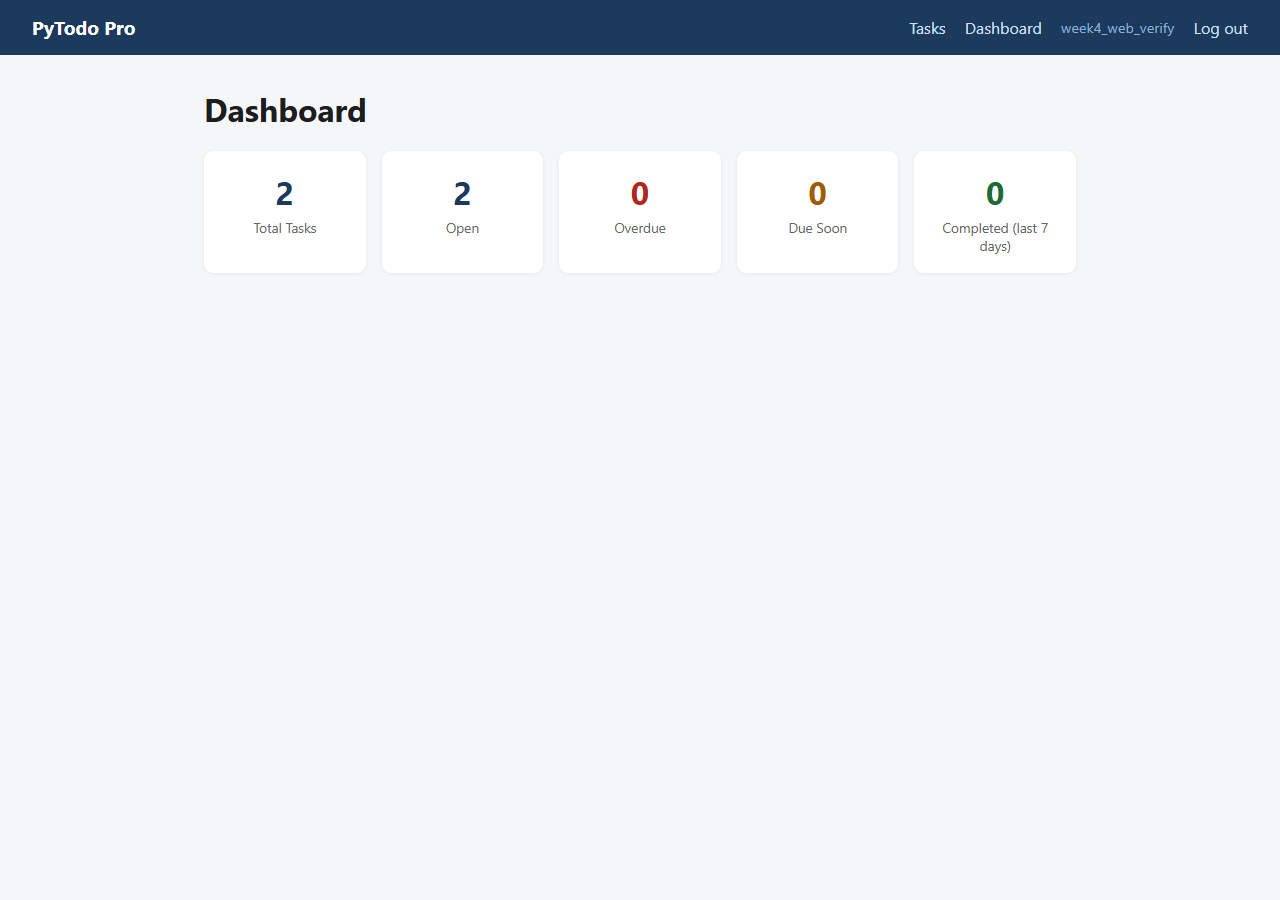 PyTodo Pro
Tasks Dashboard week4_web_verify Log out
Dashboard
2
Total Tasks
2
Open
0
Overdue
0
Due Soon
0
Completed (last 7
days)